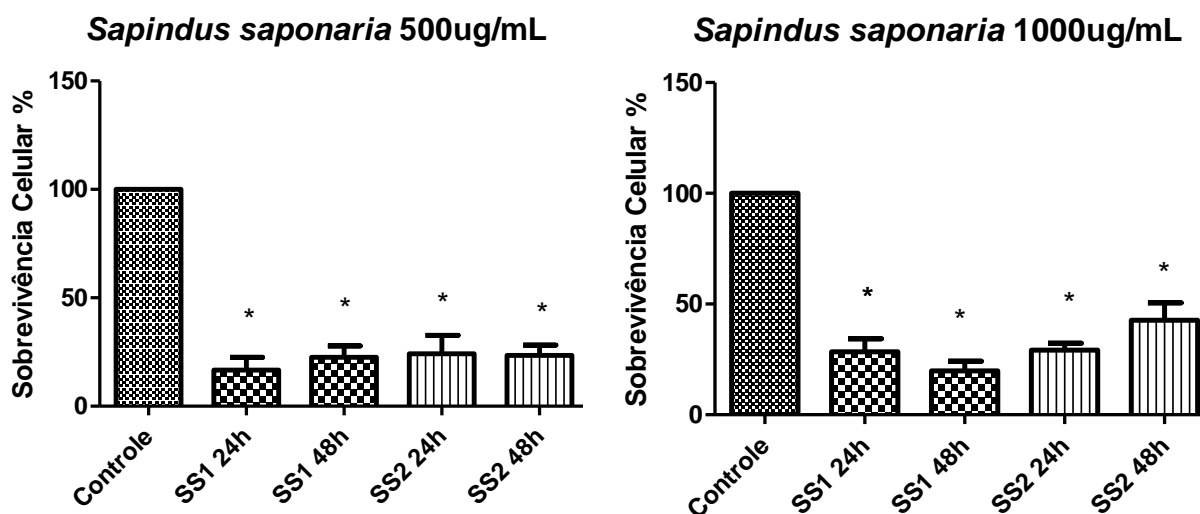 Sapindus saponaria 500ug/mL
Sobrevivência Celular %
150
100
50
0
*
*
*
*
Controle
SS1 24h
SS1 48h
SS2 24h
SS2 48h
Sapindus saponaria 1000ug/mL
Sobrevivência Celular %
150
100
50
0
*
*
*
*
Controle
SS1 24h
SS1 48h
SS2 24h
SS2 48h